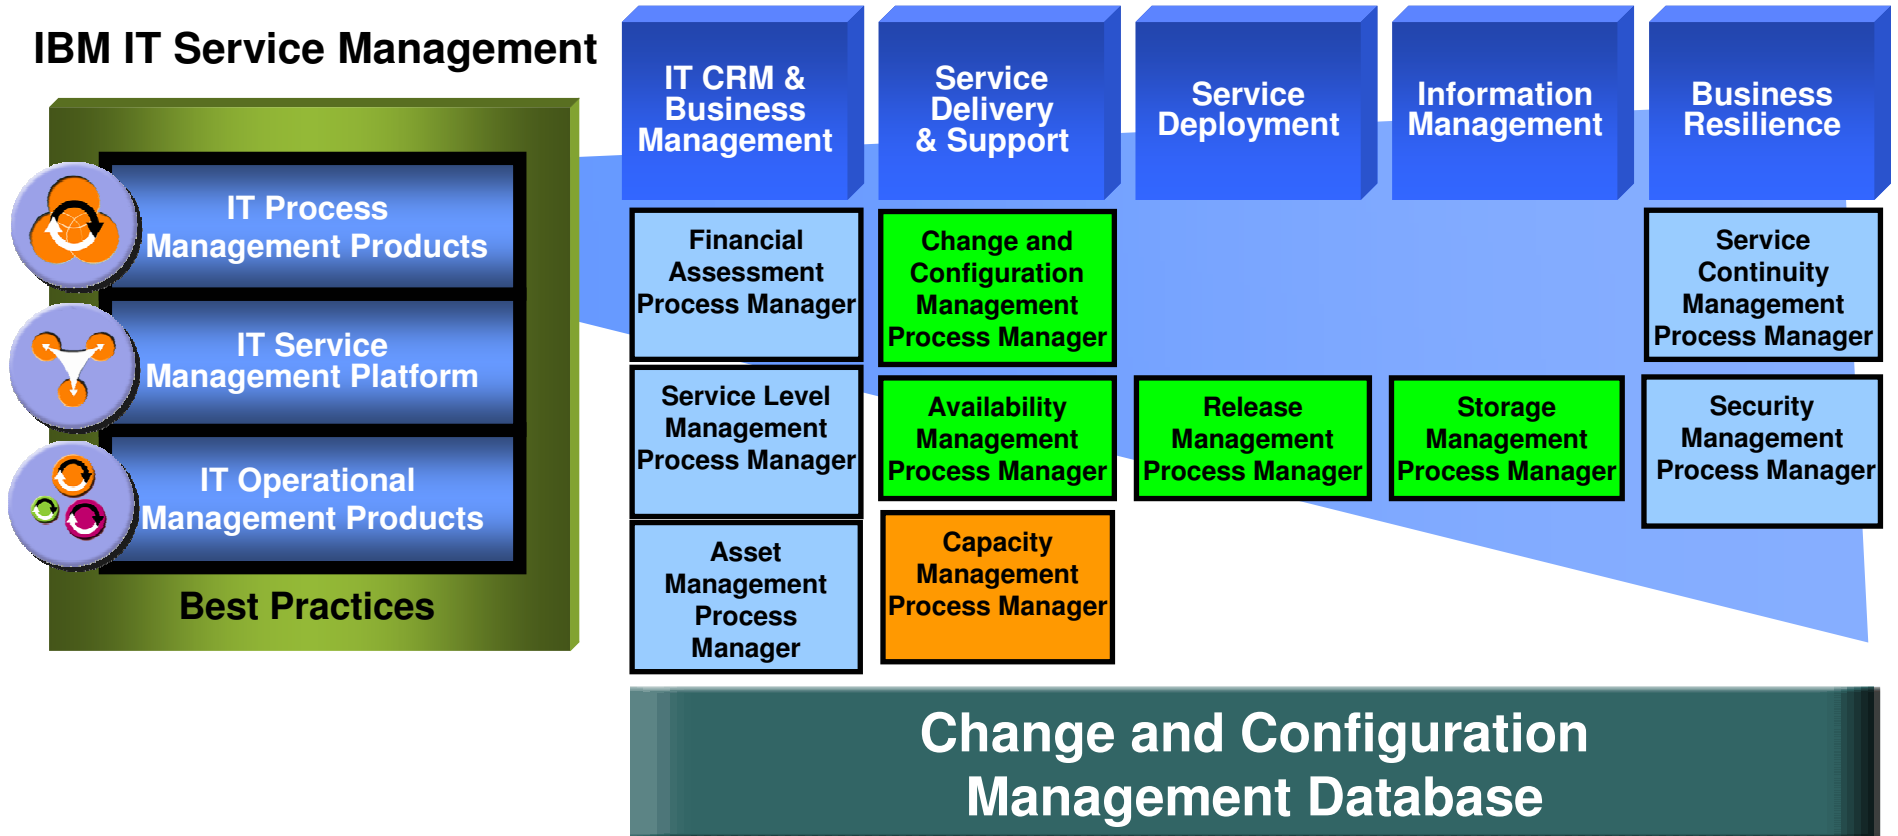 IBM IT Service Management
IT Process
Management Products
IT Service
Management Platform
IT Operational
Management Products
Best Practices
IT CRM &
Business
Management
Service
Delivery
& Support
Service
Deployment
Information
Management
Business
Resilience
Financial
Assessment
Process Manager
Service Level
Management
Process Manager
Asset
Management
Process
Manager
Change and
Configuration
Management
Process Manager
Availability
Management
Process Manager
Capacity
Management
Process Manager
Release
Management
Process Manager
Storage
Management
Process Manager
Service
Continuity
Management
Process Manager
Security
Management
Process Manager
Change and Configuration
Management Database